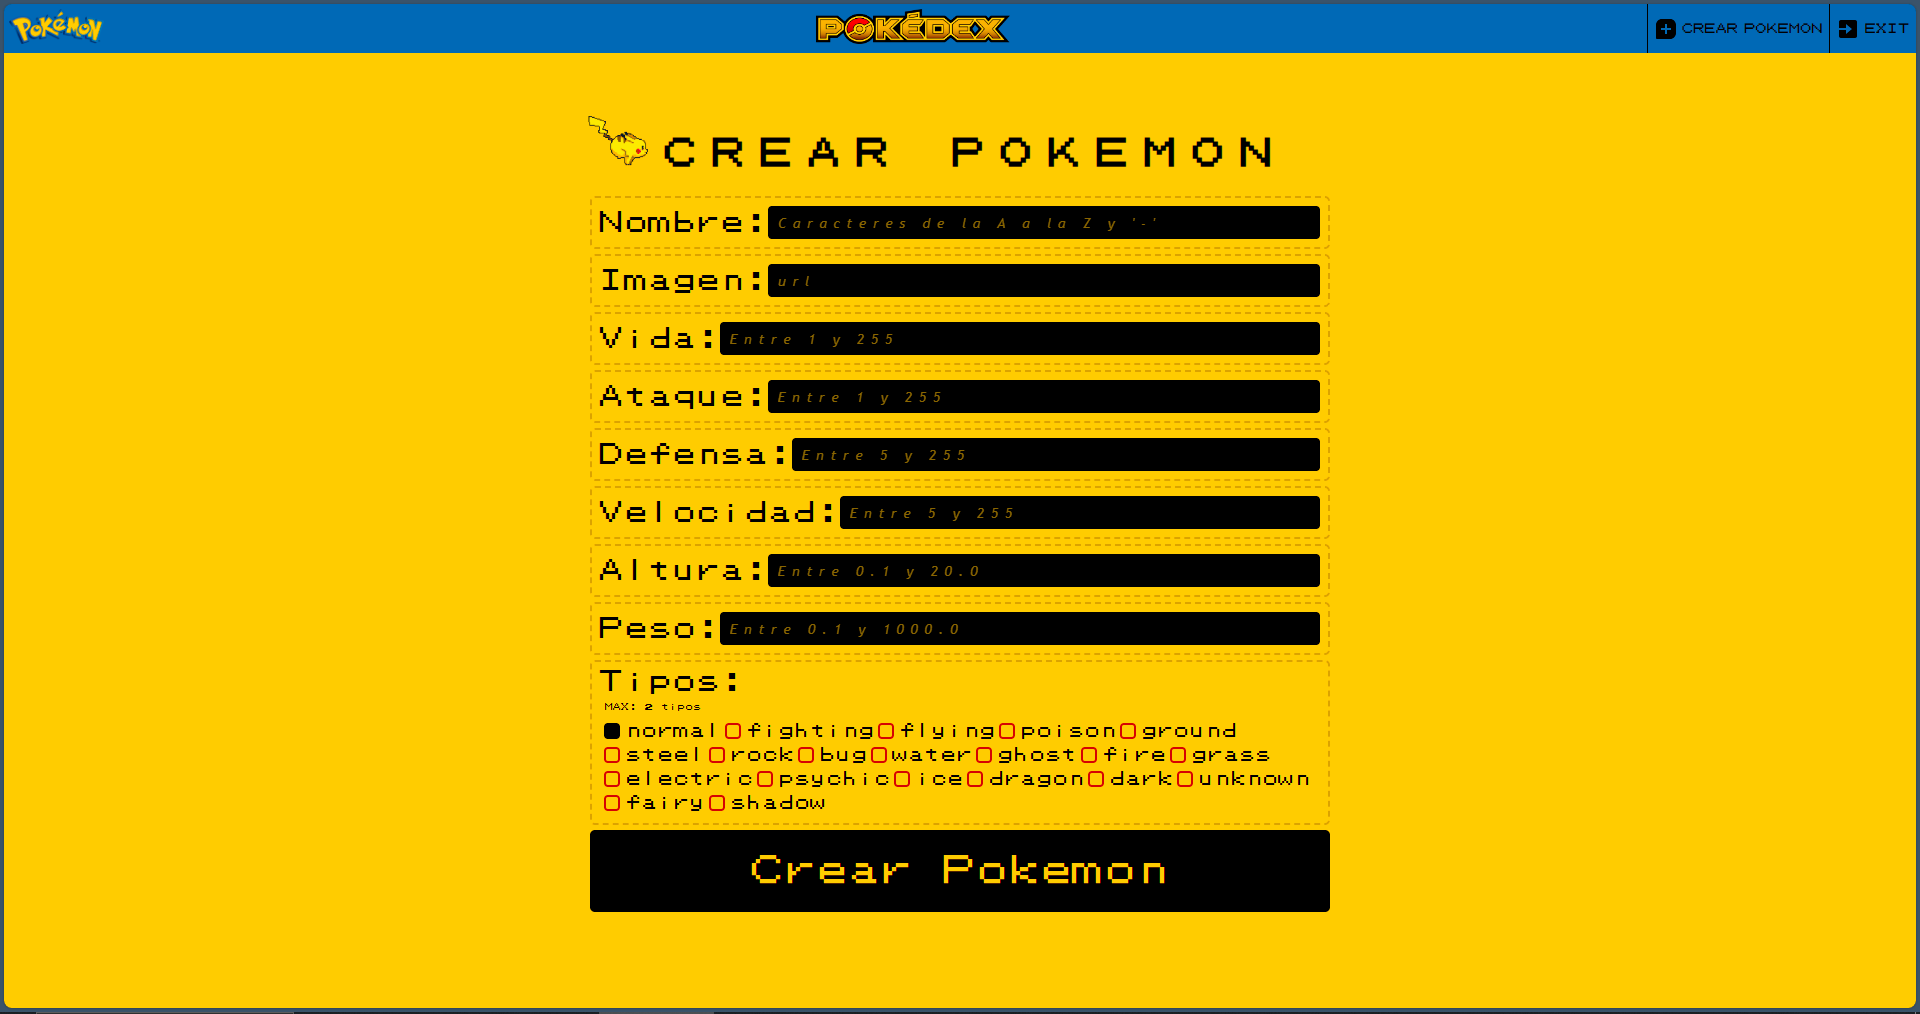 Pokémon
POKÉDEX
CREAR POKEMON
EXIT
CREAR POKEMON
Nombre: Caracteres de la A a la Z y '-'
Imagen: url
Vida: Entre 1 y 255
Ataque: Entre 1 y 255
Defensa: Entre 5 y 255
Velocidad: Entre 5 y 255
Altura: Entre 0.1 y 20.0
Peso: Entre 0.1 y 1000.0
Tipos:
MAX: 2 tipos
normal fighting flying poison ground
steel rock bug water ghost fire grass
electric psychic ice dragon dark unknown
fairy shadow
Crear Pokemon